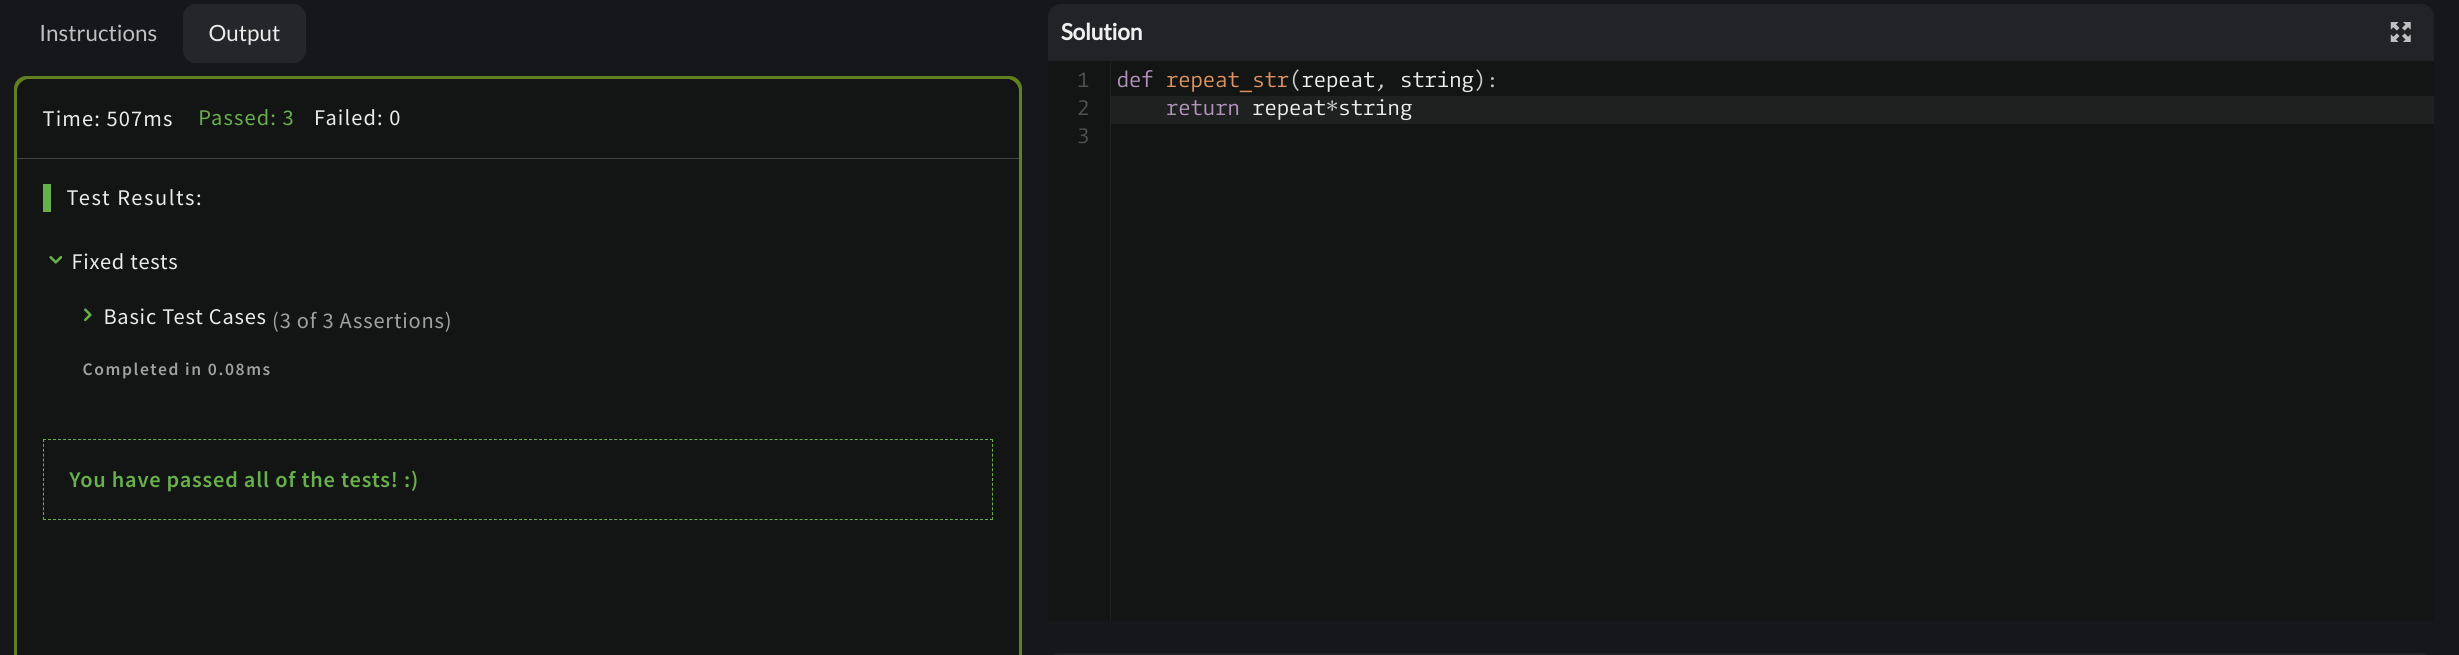 Instructions
Output
Time: 507ms Passed: 3 Failed: 0
Test Results:
Fixed tests
Basic Test Cases (3 of 3 Assertions)
Completed in 0.08ms
You have passed all of the tests! :)
Solution
1 def repeat_str(repeat, string):
2     return repeat*string
3